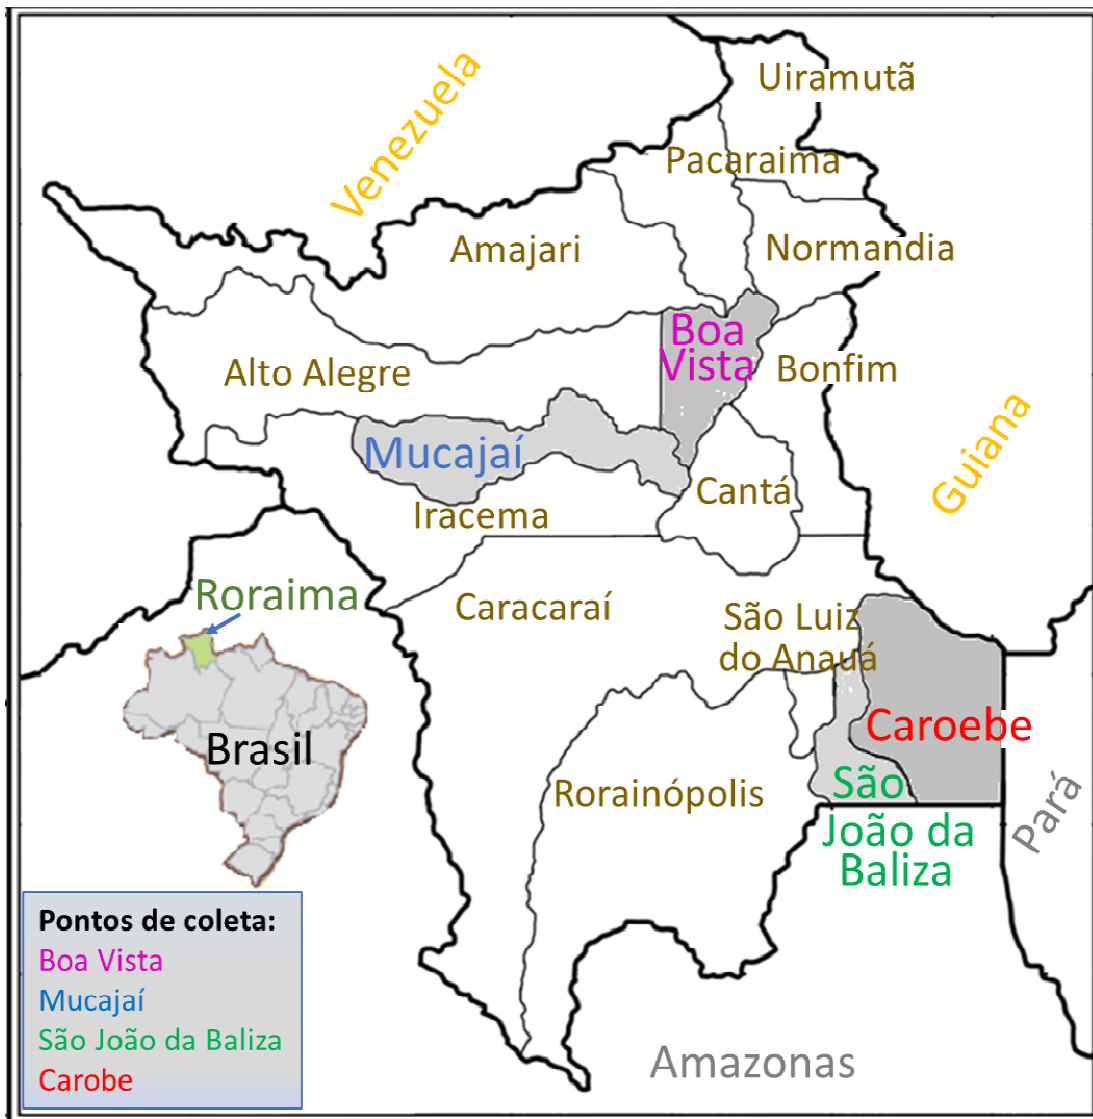 Uiramutã
Venezuela
Pacaraima
Amajari
Normandia
Boa
Vista
Alto Alegre
Bonfim
Mucajaí
Guiana
Cantá
Iracema
Roraima
Caracaraí
São Luiz
do Anauá
Caroebe
Brasil
Rorainópolis
São
João da
Baliza
Pará
Pontos de coleta:
Boa Vista
Mucajaí
São João da Baliza
Carobe
Amazonas